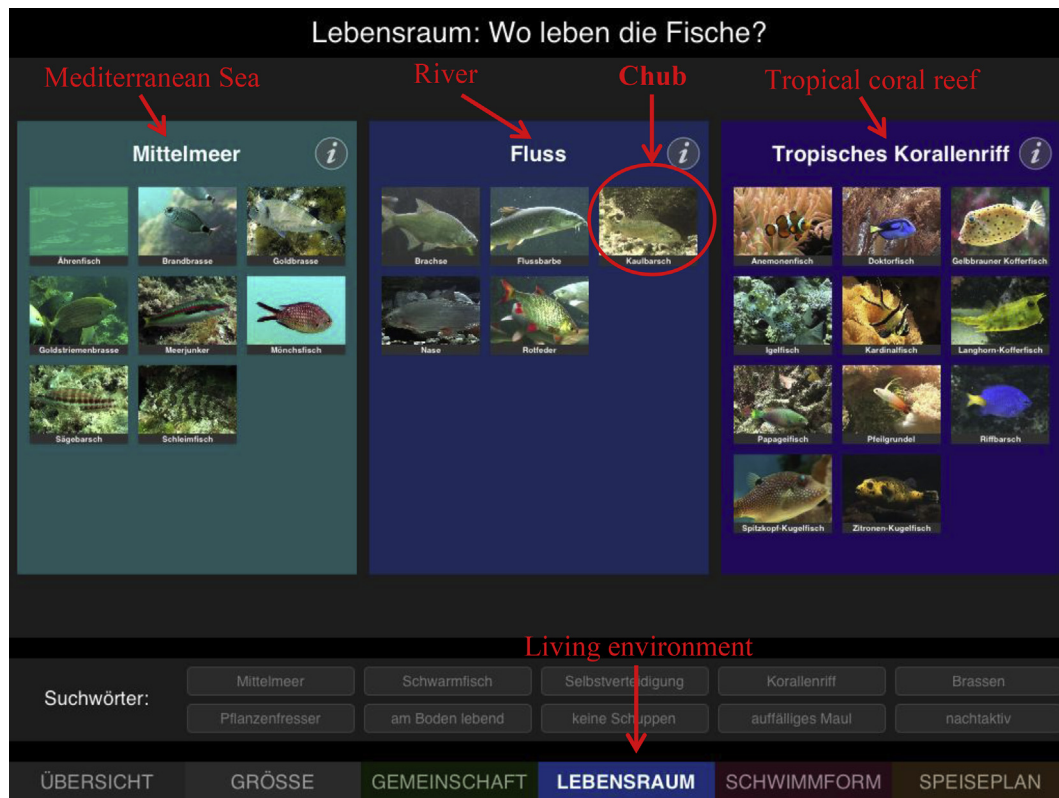 Lebensraum: Wo leben die Fische?
Mediterranean Sea
River
Chub
Tropical coral reef
Mittelmeer
i
Ährenfisch
Brandbrasse
Goldbrasse
Goldstriemenbrasse
Meerjunker
Mönchsfisch
Sägebarsch
Schleimfisch
Fluss
i
Brachse
Flussbarbe
Kaulbarsch
Nase
Rotfeder
Tropisches Korallenriff
i
Anemonenfisch
Doktorfisch
Gelbbrauner Kofferfisch
Igelfisch
Kardinalfisch
Langhorn-Kofferfisch
Papageifisch
Pfeilgrundel
Riffbarsch
Spitzkopf-Kugelfisch
Zitronen-Kugelfisch
Living environment
Suchwörter:
Mittelmeer
Schwarmfisch
Selbstverteidigung
Korallenriff
Brassen
Pflanzenfresser
am Boden lebend
keine Schuppen
auffälliges Maul
nachtaktiv
ÜBERSICHT
GRÖSSE
GEMEINSCHAFT
LEBENSRAUM
SCHWIMMFORM
SPEISEPLAN